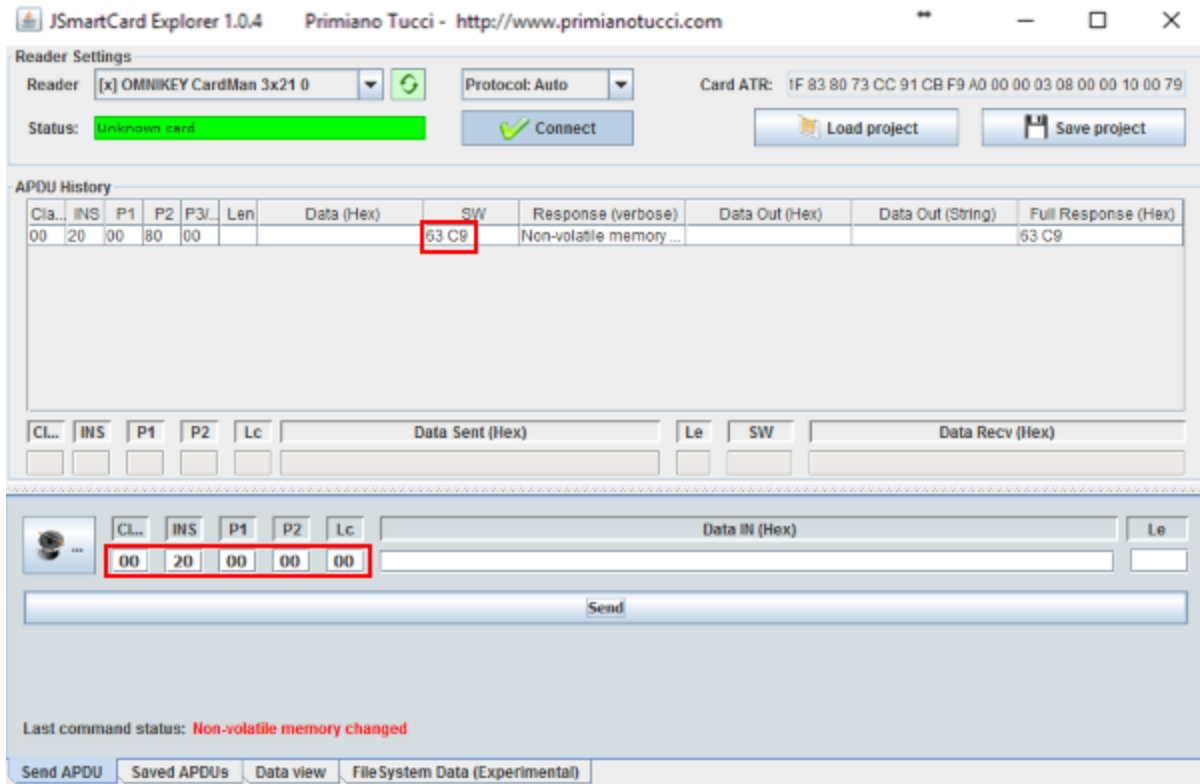 JSmartCard Explorer 1.0.4 Primiano Tucci - http://www.primianotucci.com
Reader Settings
Reader [x] OMNIKEY CardMan 3x21 0 Protocol: Auto Card ATR: 1F 83 80 73 CC 91 CB F9 A0 00 00 03 08 00 00 10 00 79
Status: Unknown card Connect Load project Save project
APDU History
Cla... INS P1 P2 P3/... Len Data (Hex) SW Response (verbose) Data Out (Hex) Data Out (String) Full Response (Hex)
00 20 00 80 00 63 C9 Non-volatile memory ... 63 C9
Cl... INS P1 P2 Lc Data Sent (Hex) Le SW Data Recv (Hex)
... Cl... INS P1 P2 Lc Data IN (Hex) Le
00 20 00 00 00
Send
Last command status: Non-volatile memory changed
Send APDU Saved APDUs Data view FileSystem Data (Experimental)